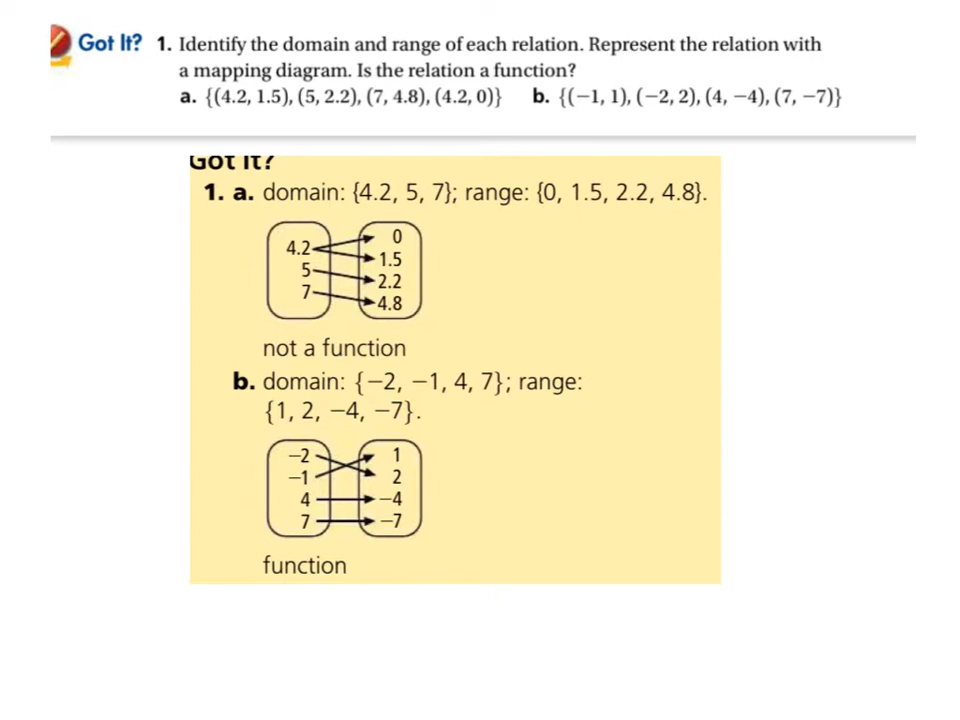 Got It? 1. Identify the domain and range of each relation. Represent the relation with
a mapping diagram. Is the relation a function?
a. {(4.2, 1.5), (5, 2.2), (7, 4.8), (4.2, 0)} b. {(−1, 1), (−2, 2), (4, −4), (7, −7)}
Got It?
1. a. domain: {4.2, 5, 7}; range: {0, 1.5, 2.2, 4.8}.
4.2 0
5 1.5
7 2.2
4.8
not a function
b. domain: {−2, −1, 4, 7}; range:
{1, 2, −4, −7}.
−2 1
−1 2
4 −4
7 −7
function